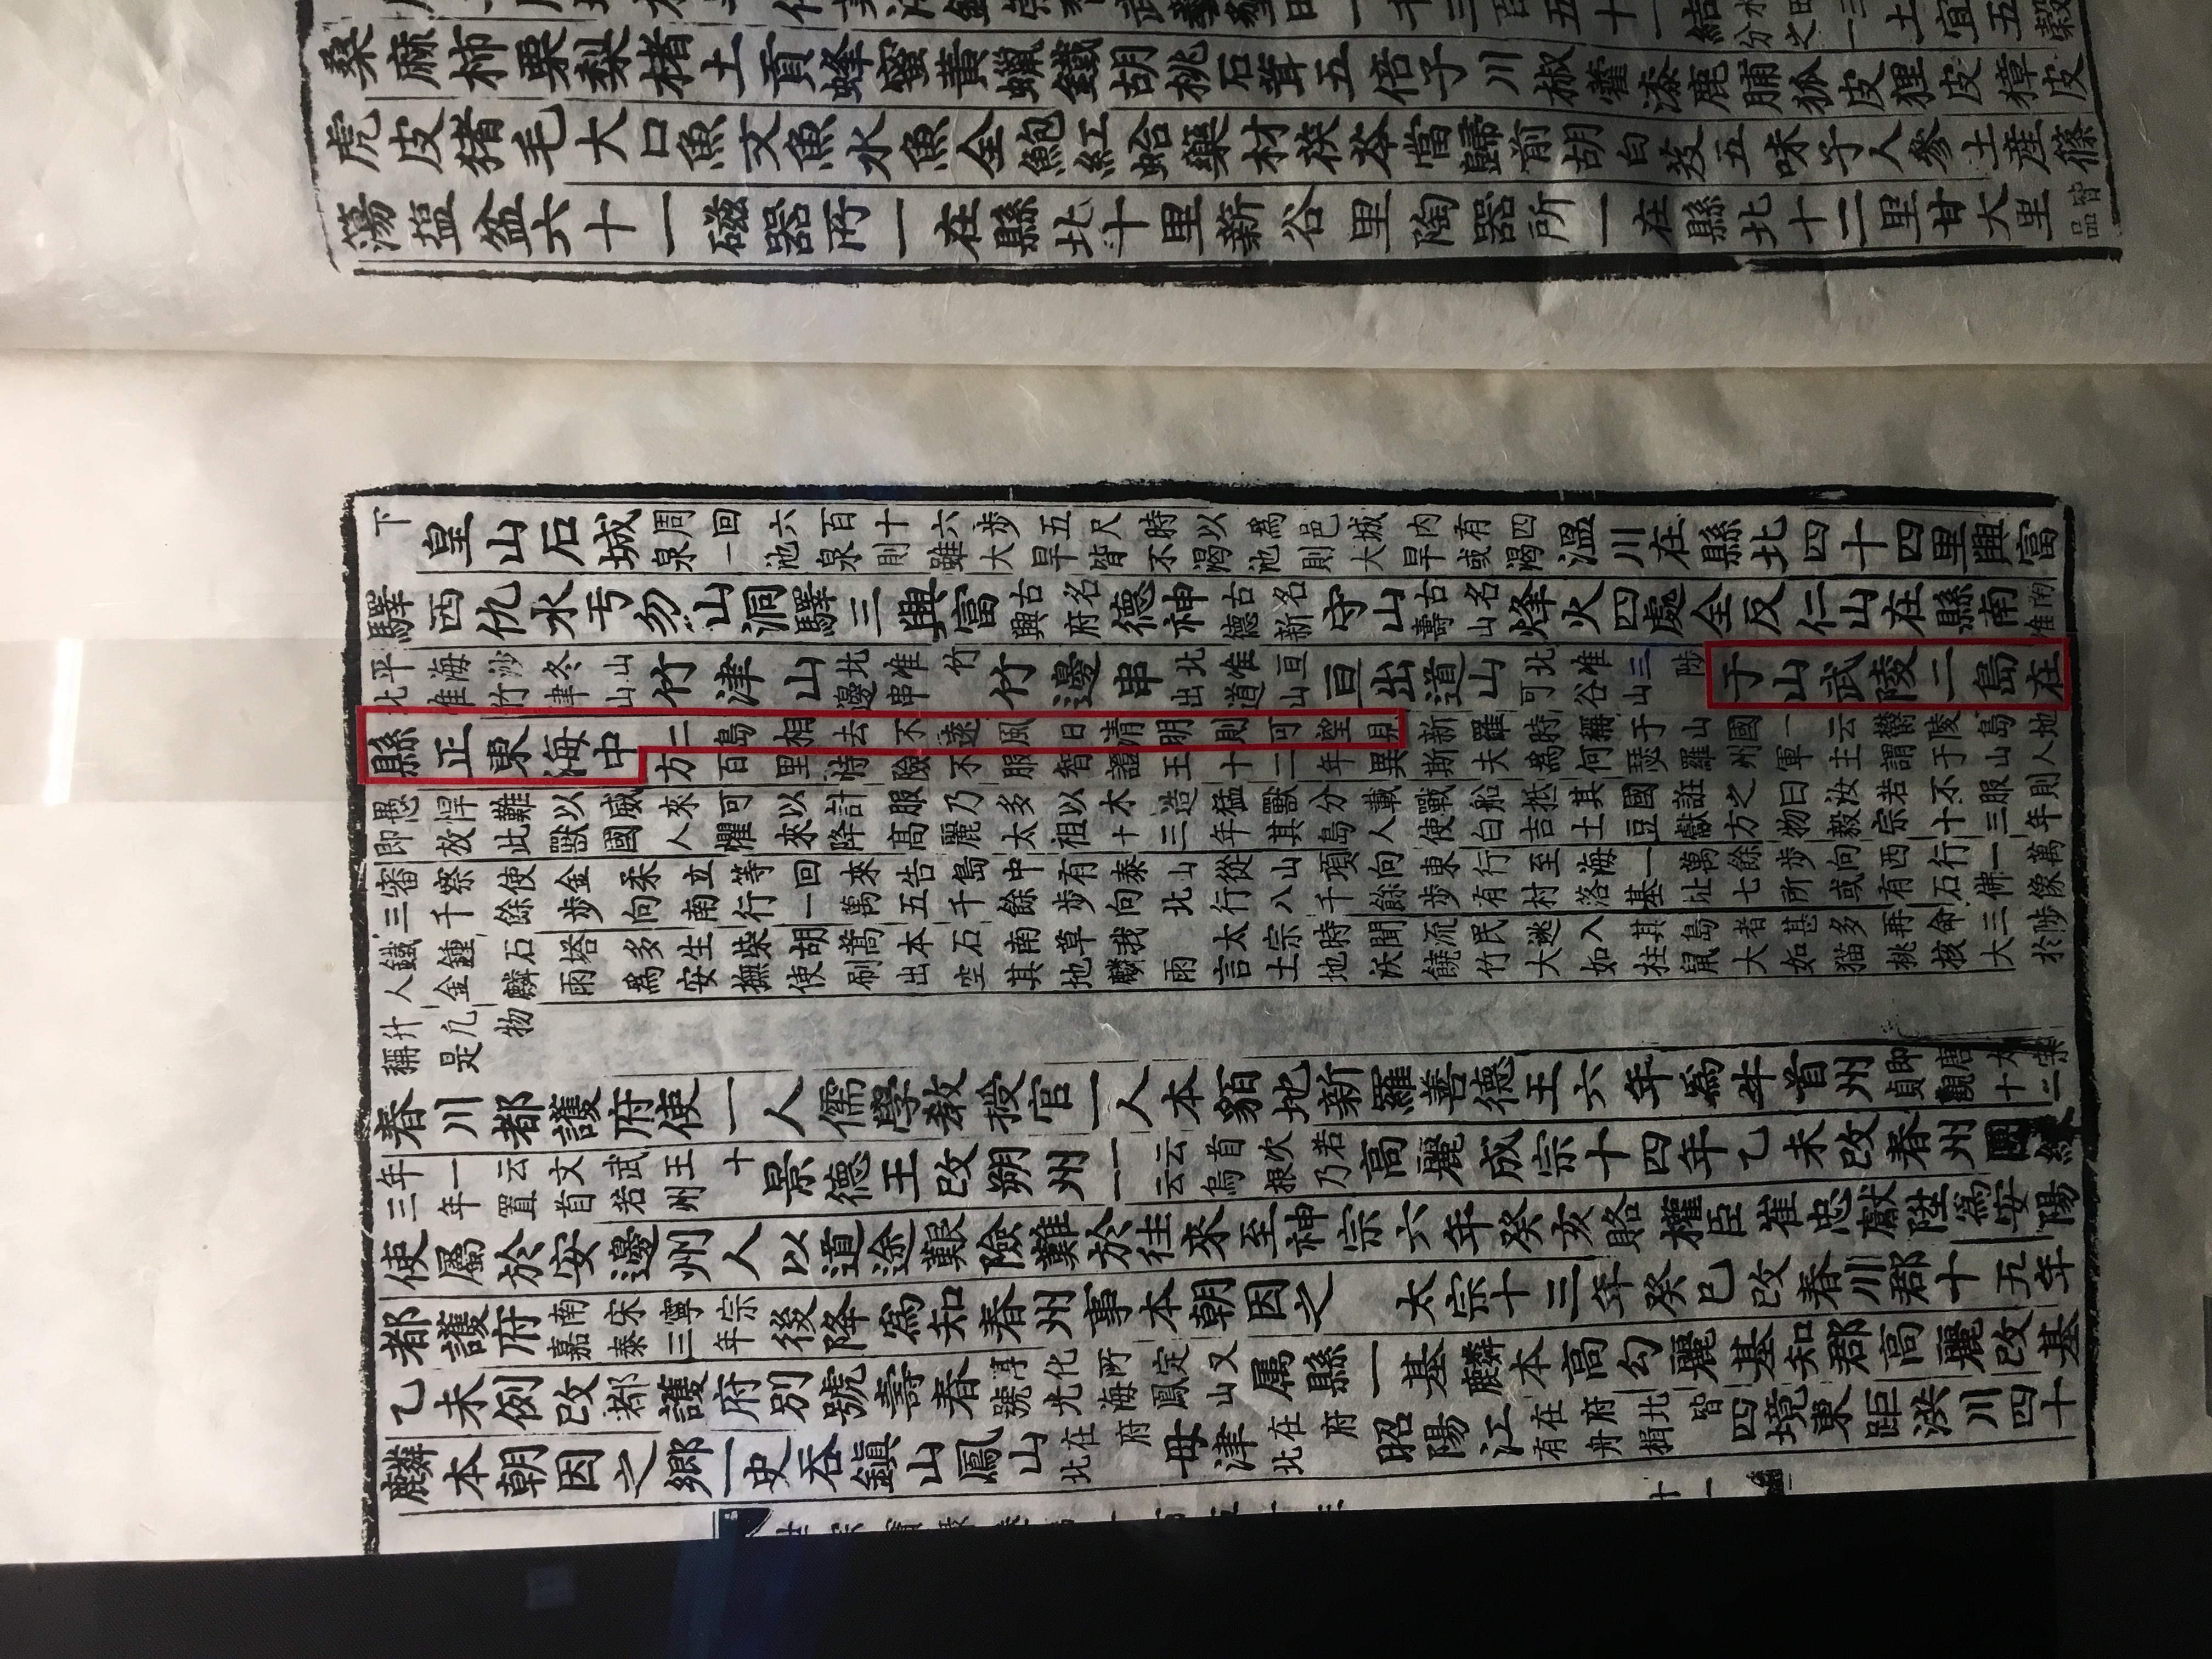 一千三百五十一結水田三分之一土宜五穀
桑麻柿栗梨楮土貢蜂蜜黃蠟鐵胡桃石茸五倍子川椒藿漆鹿脯狐皮狸皮獐皮
虎皮猪毛大口魚文魚水魚全鮑紅蛤藥材茯苓當歸前胡白芨五味子人參土産篠
簜塩盆六十一磁器所一在縣北十里薪谷里陶器所一在縣北十二里甘大里皆品
下皇山石城周回六百十六步五尺時以爲邑城内有四泉一池泉則雖大旱皆不渴池則大旱或渴温川在縣北四十四里興富
驛西仇水亐勿山洞驛三興富古名興府德神古名德新守山古名壽山烽火四處全反仁山在縣南南准
平海沙冬山北准竹津山竹津山北准竹邊串竹邊串北准亘出道山亘出道山北准三陟可谷山于山武陵二島在
縣正東海中二島相去不遠風日清明則可望見新羅時稱于山國一云鬱陵島地方百里恃險不服智證王十二年異斯夫爲何瑟羅州軍主謂于山人
愚悍難以威來可以計服乃多以木造猛獸分載戰船抵其國誑之曰汝若不服則即放此獸國人懼來降高麗太祖十三年其島人使白吉土豆獻方物毅宗十三年
審察使金柔立等回來告島中有泰山從山項向東行至海一萬餘步向西行一萬三千餘步向南行一萬五千餘步向北行八千餘步有村落基址七所或有石佛像
鐵鍾石塔多生柴胡蒿本石南草我 太宗時聞流民逃入其島者甚多再命三陟人金麟雨爲安撫使刷出空其地麟雨言土地沃饒竹大如柱鼠大如猫桃核大於
升凢物稱是
春川都護府使一人儒學敎授官一人本貊地新羅善德王六年爲牛首州即唐太宗貞觀十二
年一云文武王十三年置首若州景德王改朔州一云首次若一云烏根乃高麗成宗十四年乙未改春州團練
使屬於安邊州人以道途艱險難於往來至神宗六年癸亥賂權臣崔忠獻陞爲安陽
都護府南宋寧宗嘉泰三年後降爲知春州事本朝因之 太宗十三年癸巳改春川郡十五年
乙未例改都護府別號壽春淳化所定又號光海鳳山属縣一基麟本高勾麗基知郡高麗改基
麟本朝因之鄉一史吞鎭山鳳山在府北母津在府北昭陽江在府北皆有舟楫四境東距洪川四十